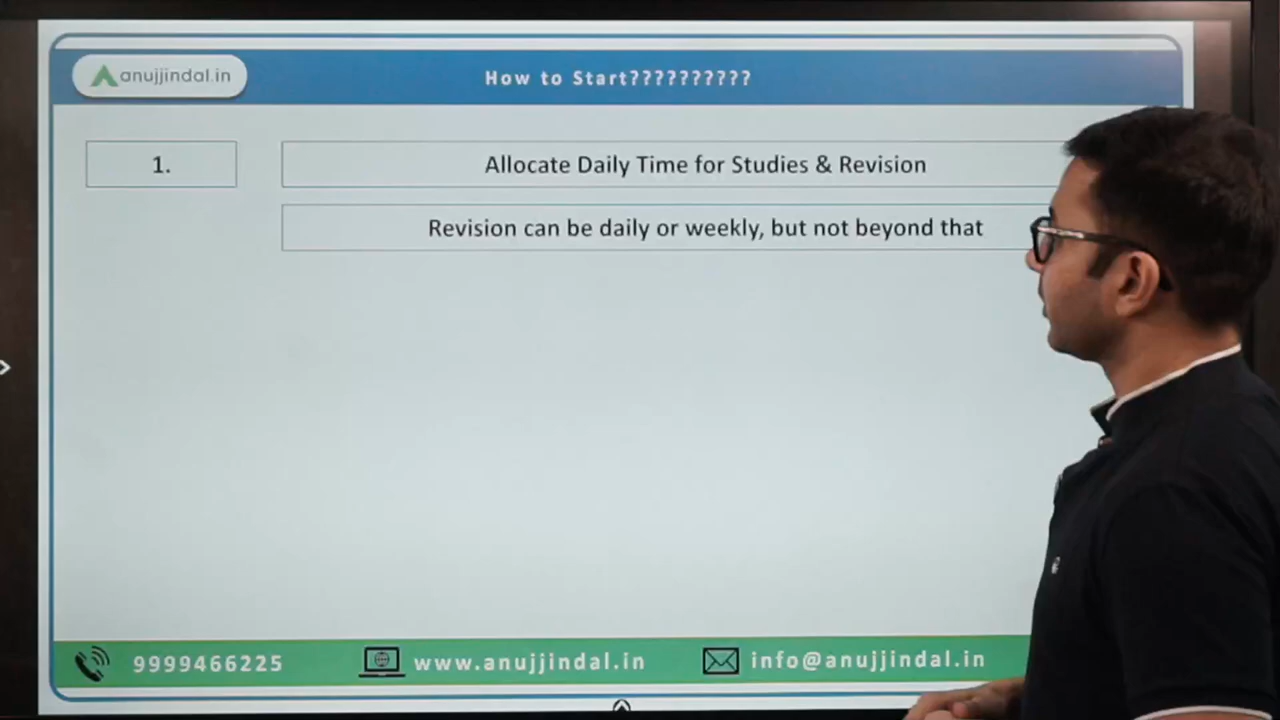 anujjindal.in
How to Start??????????
1.
Allocate Daily Time for Studies & Revision
Revision can be daily or weekly, but not beyond that
9999466225
www.anujjindal.in
info@anujjindal.in